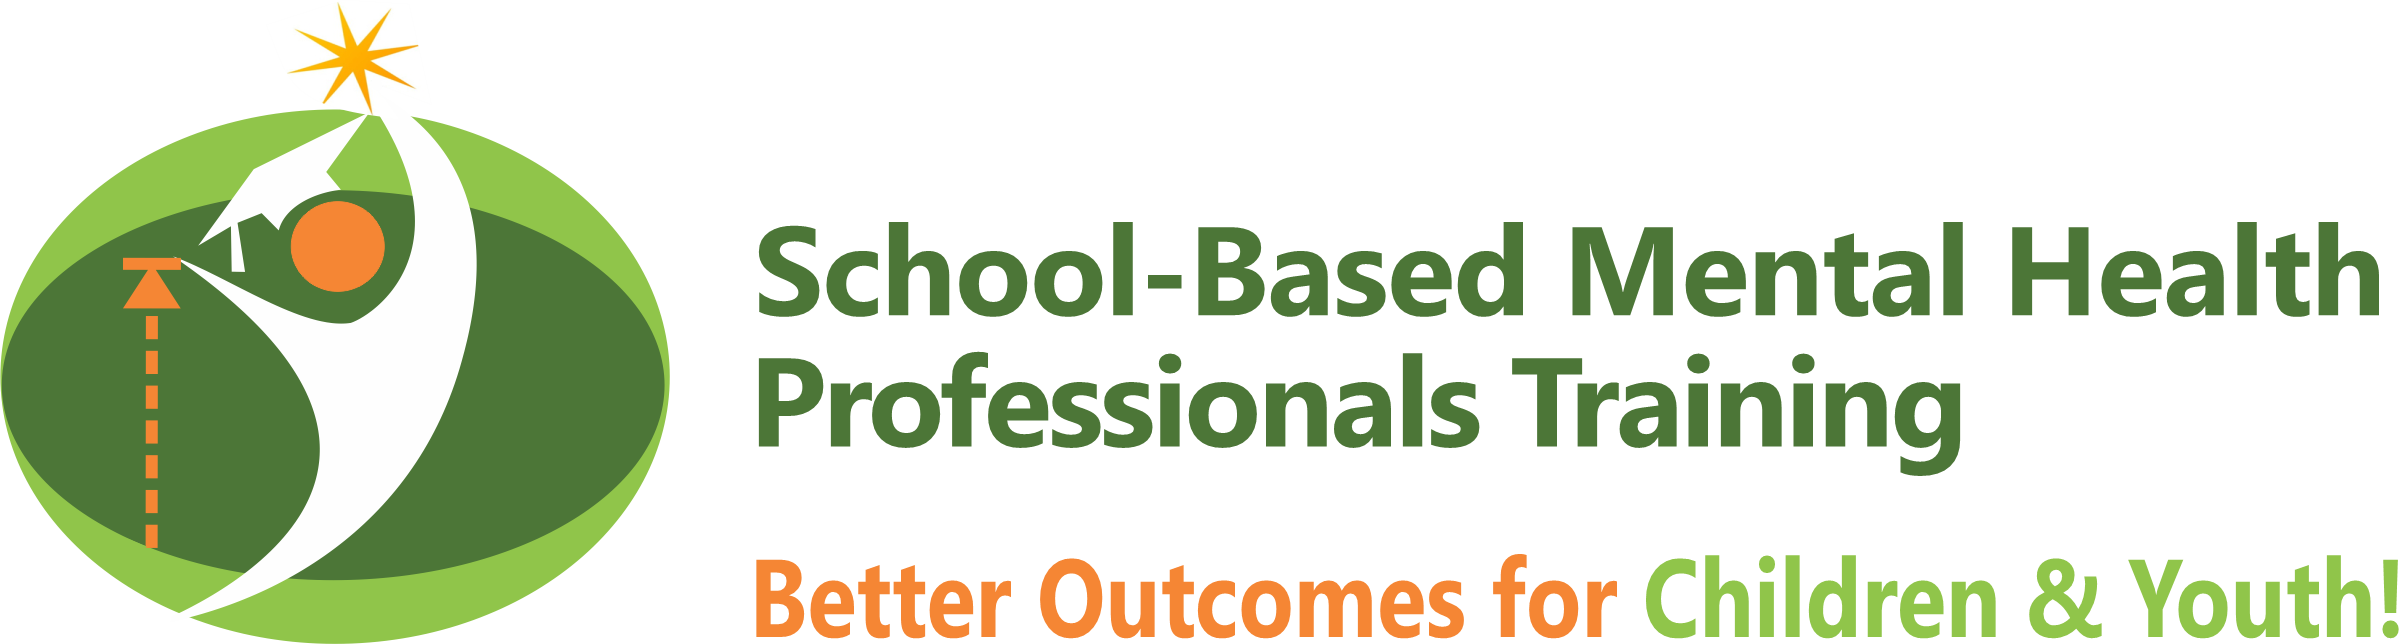 School-Based Mental Health
Professionals Training
Better Outcomes for Children & Youth!